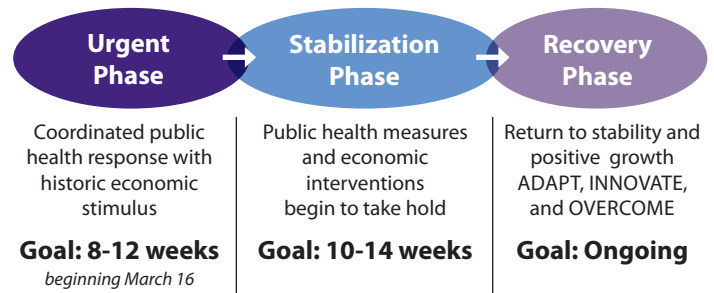 Urgent
Phase
Stabilization
Phase
Recovery
Phase
Coordinated public
health response with
historic economic
stimulus
Goal: 8-12 weeks
beginning March 16
Public health measures
and economic
interventions
begin to take hold
Goal: 10-14 weeks
Return to stability and
positive growth
ADAPT, INNOVATE,
and OVERCOME
Goal: Ongoing